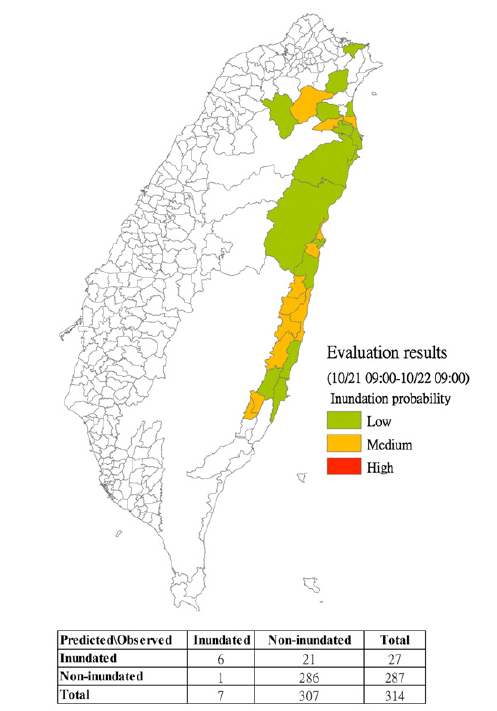 Evaluation results
(10/21 09:00-10/22 09:00)
Inundation probability
Low
Medium
High
Predicted\Observed Inundated Non-inundated Total
Inundated 6 21 27
Non-inundated 1 286 287
Total 7 307 314